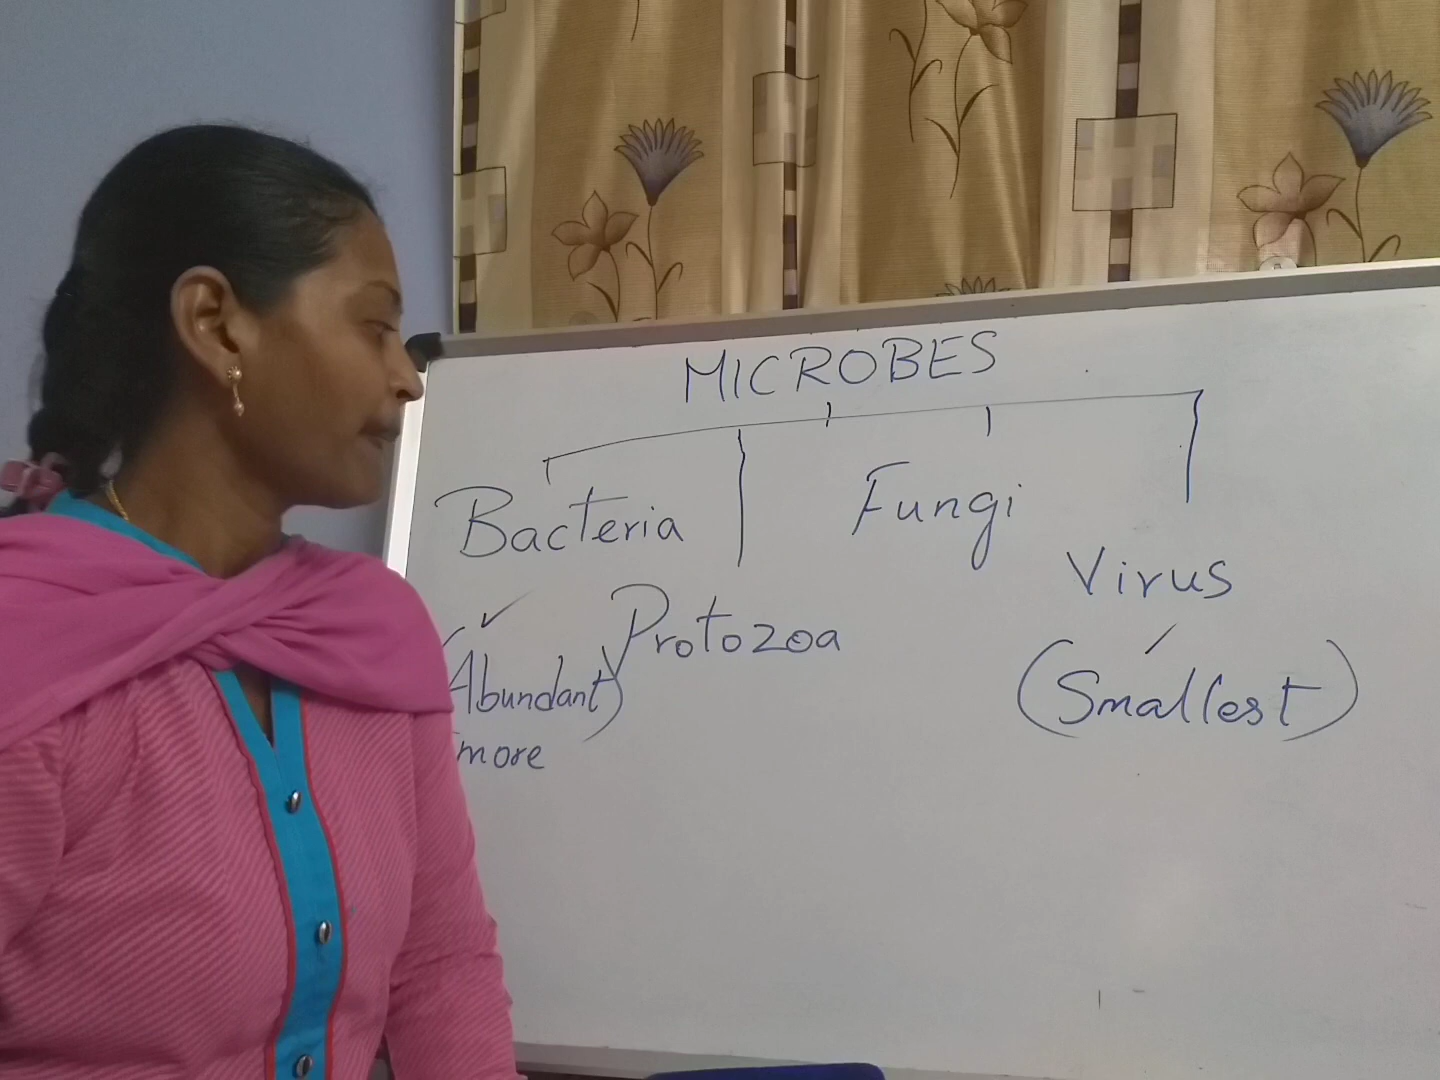 MICROBES
Bacteria
Fungi
Virus
Protozoa
(Abundant)
more
(Smallest)